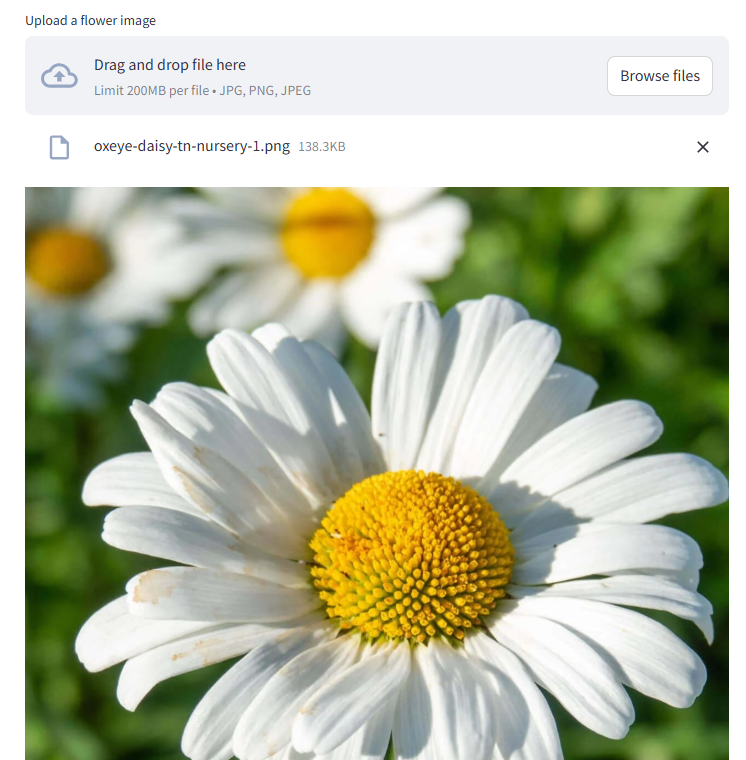 Upload a flower image
Drag and drop file here
Limit 200MB per file • JPG, PNG, JPEG
Browse files
oxeye-daisy-tn-nursery-1.png 138.3KB